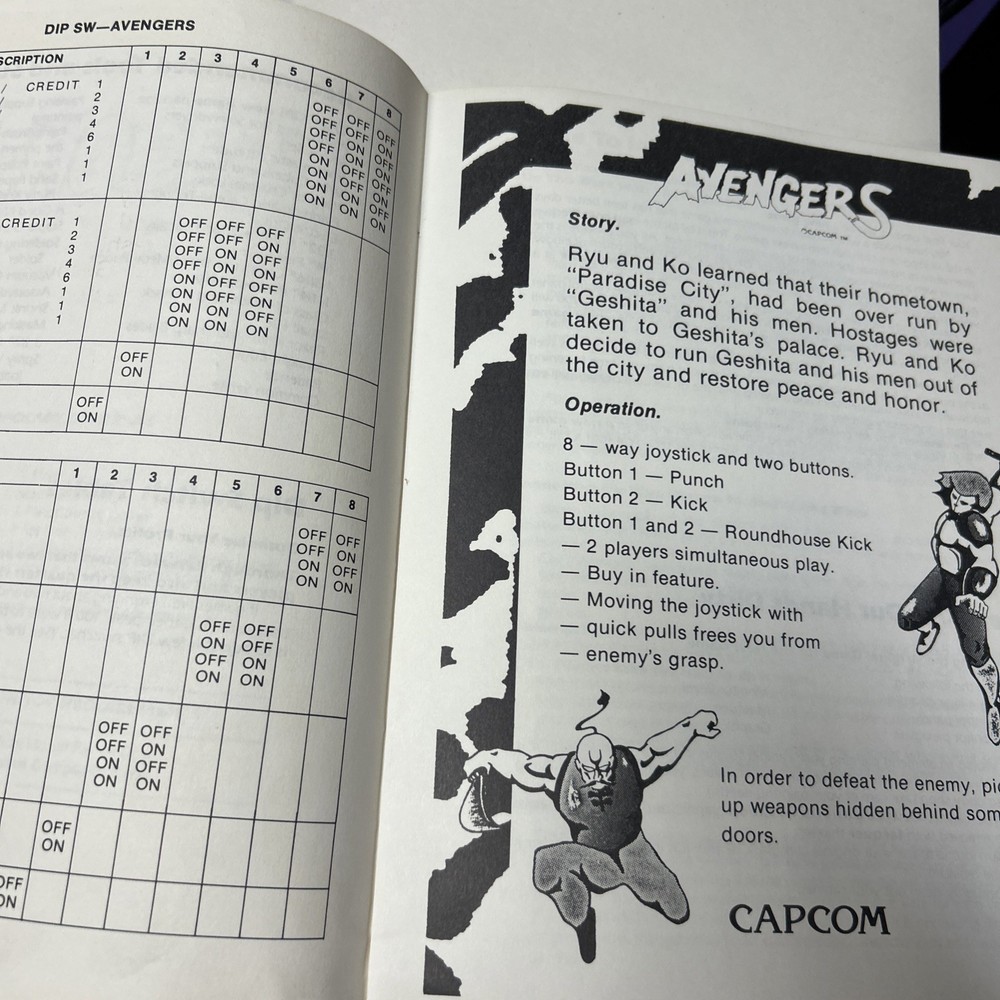 DIP SW—AVENGERS
SCRIPTION 1 2 3 4 5 6 7 8
/ CREDIT 1 OFF OFF OFF
/ 2 OFF OFF ON
3 OFF ON OFF
4 OFF ON ON
6 ON OFF OFF
1 ON OFF ON
1 ON ON OFF
1 ON ON ON
CREDIT 1 OFF OFF OFF
2 OFF OFF ON
3 OFF ON OFF
4 OFF ON ON
6 ON OFF OFF
1 ON OFF ON
1 ON ON OFF
1 ON ON ON
OFF
ON
OFF
ON
1 2 3 4 5 6 7 8
OFF OFF
OFF ON
ON OFF
ON ON
OFF OFF
ON OFF
OFF ON
ON ON
OFF OFF
OFF ON
ON OFF
ON ON
OFF
ON
OFF
ON
AVENGERS
©CAPCOM ™
Story.
Ryu and Ko learned that their hometown,
“Paradise City”, had been over run by
“Geshita” and his men. Hostages were
taken to Geshita's palace. Ryu and Ko
decide to run Geshita and his men out of
the city and restore peace and honor.
Operation.
8 — way joystick and two buttons.
Button 1 — Punch
Button 2 — Kick
Button 1 and 2 — Roundhouse Kick
— 2 players simultaneous play.
— Buy in feature.
— Moving the joystick with
— quick pulls frees you from
— enemy's grasp.
In order to defeat the enemy, pic
up weapons hidden behind som
doors.
CAPCOM